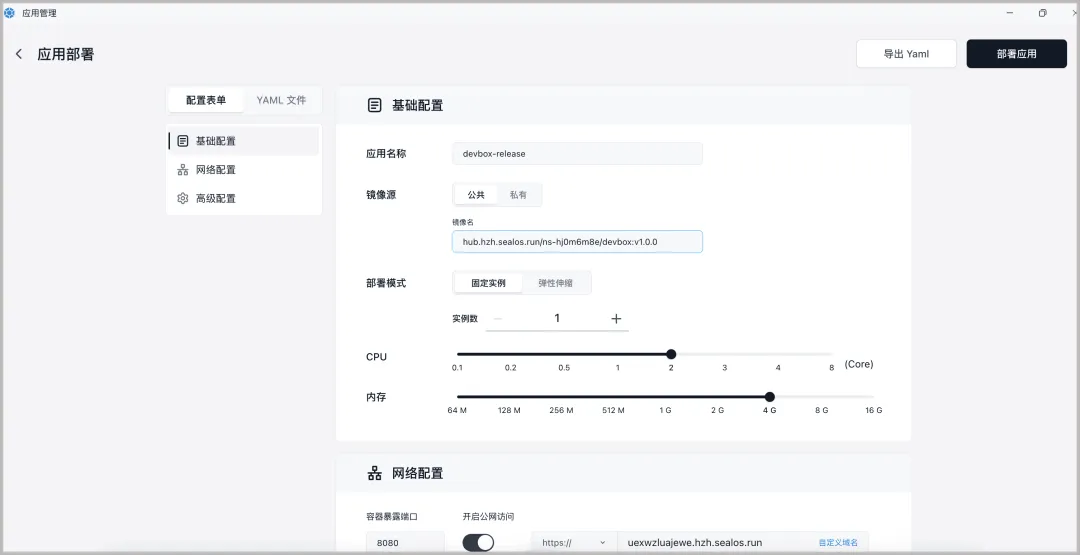 应用管理
应用部署
导出 Yaml
部署应用
配置表单
YAML 文件
基础配置
网络配置
高级配置
基础配置
应用名称
devbox-release
镜像源
公共
私有
镜像名
hub.hzh.sealos.run/ns-hj0m6m8e/devbox:v1.0.0
部署模式
固定实例
弹性伸缩
实例数
1
CPU
0.1 0.2 0.5 1 2 3 4 8
(Core)
内存
64 M 128 M 256 M 512 M 1 G 2 G 4 G 8 G 16 G
网络配置
容器暴露端口
开启公网访问
8080
https://
uexwzluajewe.hzh.sealos.run
自定义域名